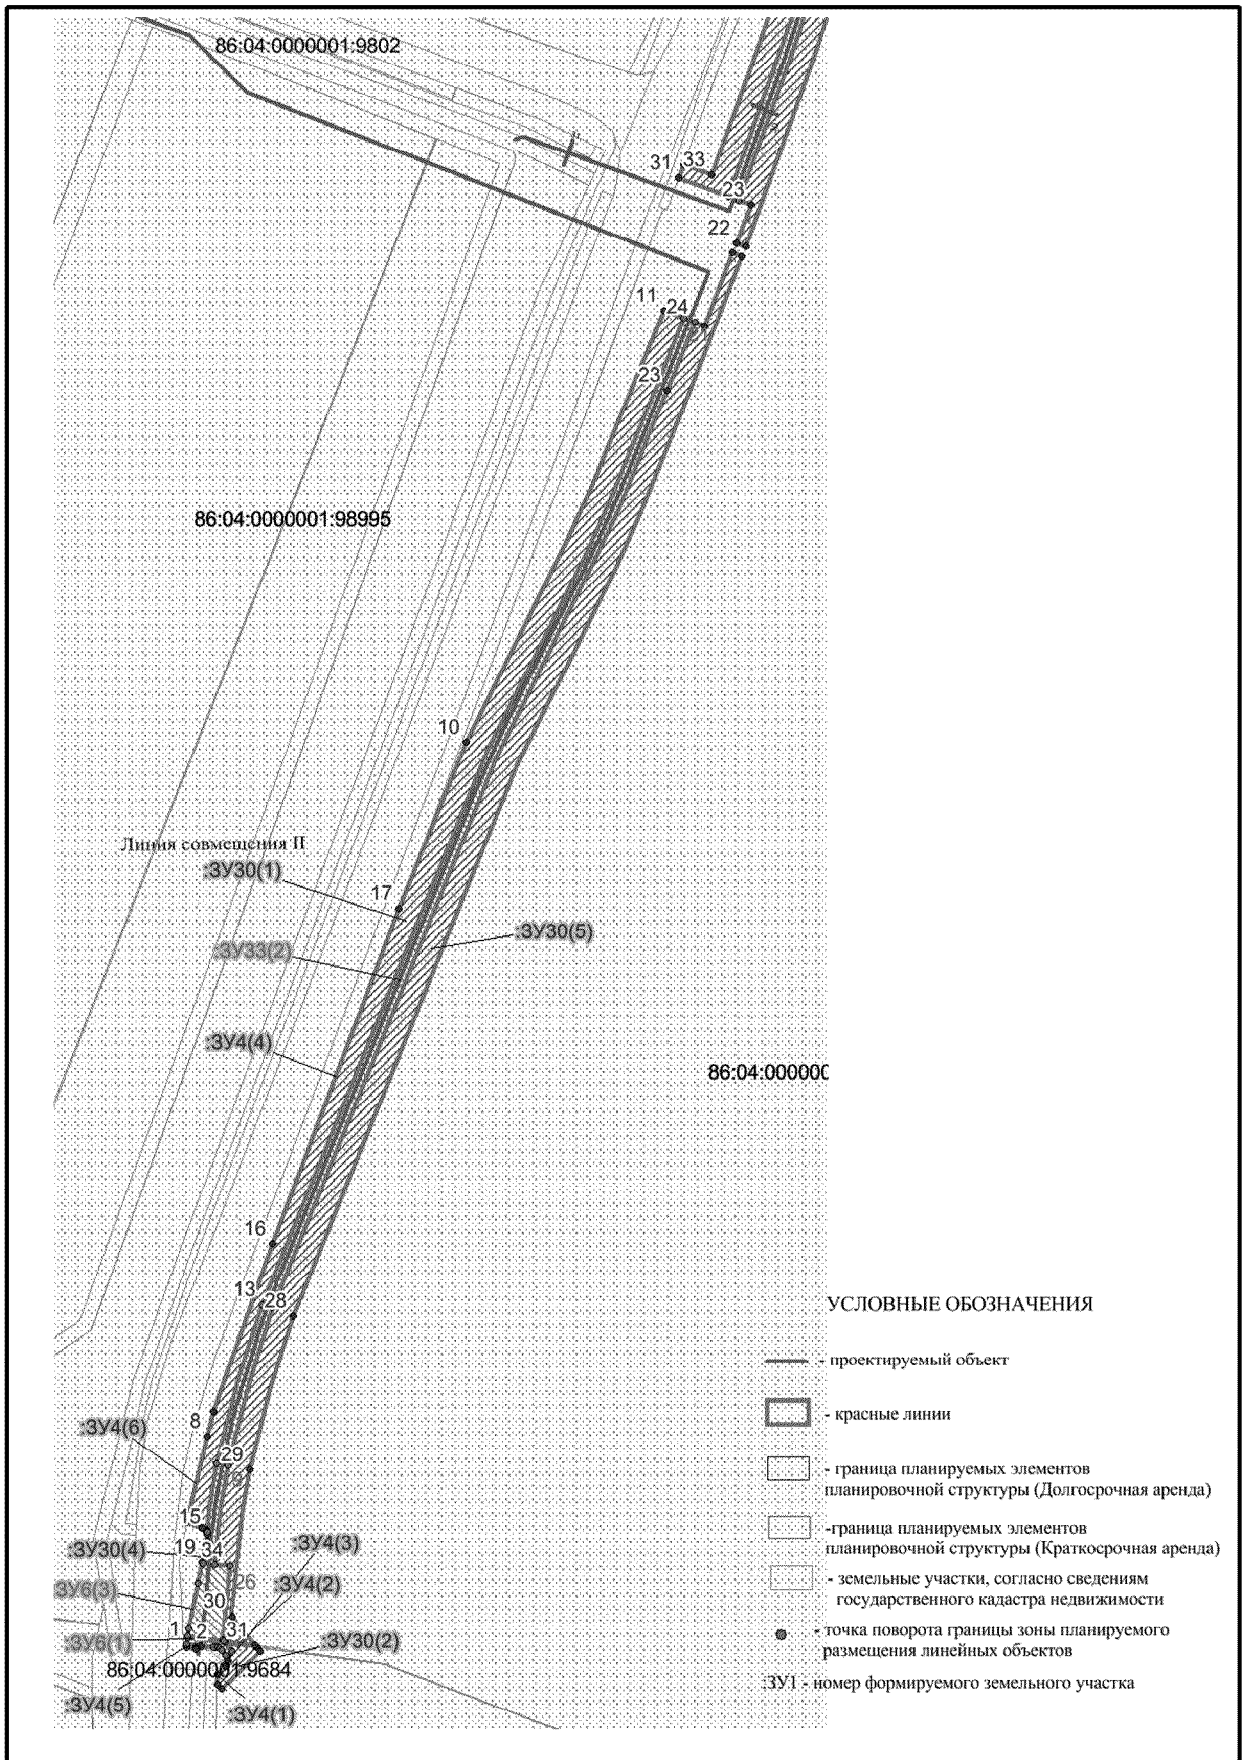 86:04:0000001:9802
31
33
23
22
11
24
23
86:04:0000001:98995
10
Линия совмещения II
:ЗУ30(1)
17
:ЗУ30(5)
:ЗУ33(2)
:ЗУ4(4)
86:04:000000
16
13
28
УСЛОВНЫЕ ОБОЗНАЧЕНИЯ
- проектируемый объект
- красные линии
8
:ЗУ4(6)
29
- граница планируемых элементов
планировочной структуры (Долгосрочная аренда)
15
-граница планируемых элементов
планировочной структуры (Краткосрочная аренда)
:ЗУ30(4)
19
34
:ЗУ4(3)
26
:ЗУ4(2)
- земельные участки, согласно сведениям
государственного кадастра недвижимости
:ЗУ6(3)
30
1
2
31
- точка поворота границы зоны планируемого
размещения линейных объектов
:ЗУ6(1)
:ЗУ30(2)
86:04:0000001:9684
:ЗУ1 - номер формируемого земельного участка
:ЗУ4(5)
:ЗУ4(1)